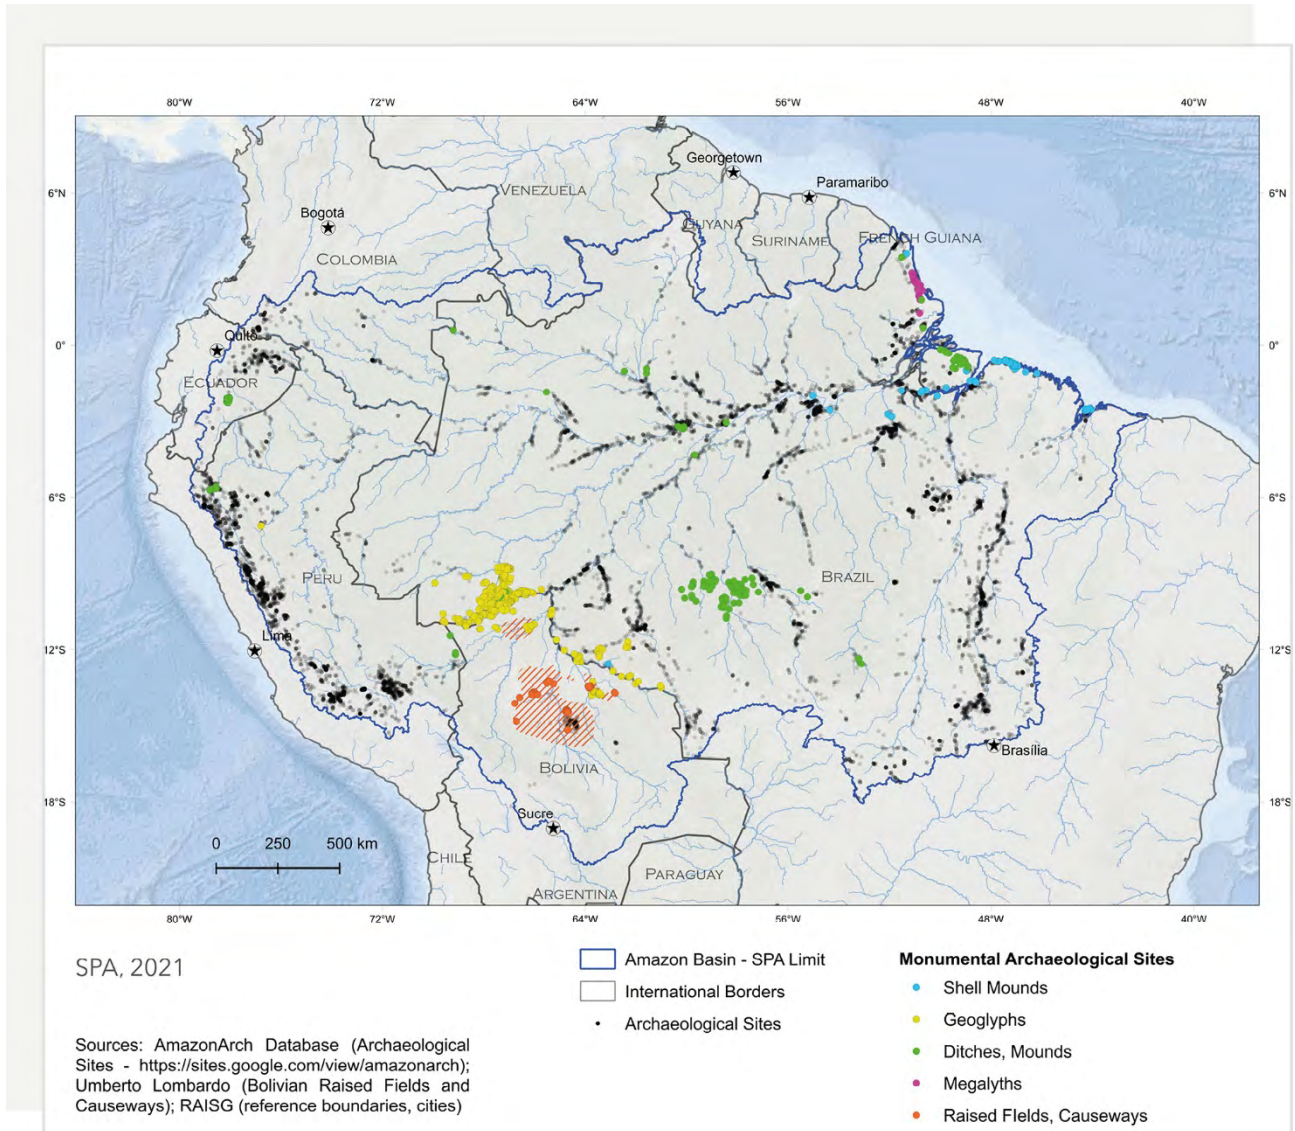 80°W 72°W 64°W 56°W 48°W 40°W
Georgetown
6°N VENEZUELA Paramaribo 6°N
Bogotá
GUYANA
SURINAME FRENCH GUIANA
COLOMBIA
Quito
0° 0°
ECUADOR
6°S 6°S
PERU BRAZIL
Lima
12°S 12°S
Brasília
BOLIVIA
18°S 18°S
Sucre
0 250 500 km
CHILE
PARAGUAY
ARGENTINA
80°W 72°W 64°W 56°W 48°W 40°W
SPA, 2021
Sources: AmazonArch Database (Archaeological
Sites - https://sites.google.com/view/amazonarch);
Umberto Lombardo (Bolivian Raised Fields and
Causeways); RAISG (reference boundaries, cities)
Amazon Basin - SPA Limit
International Borders
Archaeological Sites
Monumental Archaeological Sites
Shell Mounds
Geoglyphs
Ditches, Mounds
Megalyths
Raised FIelds, Causeways